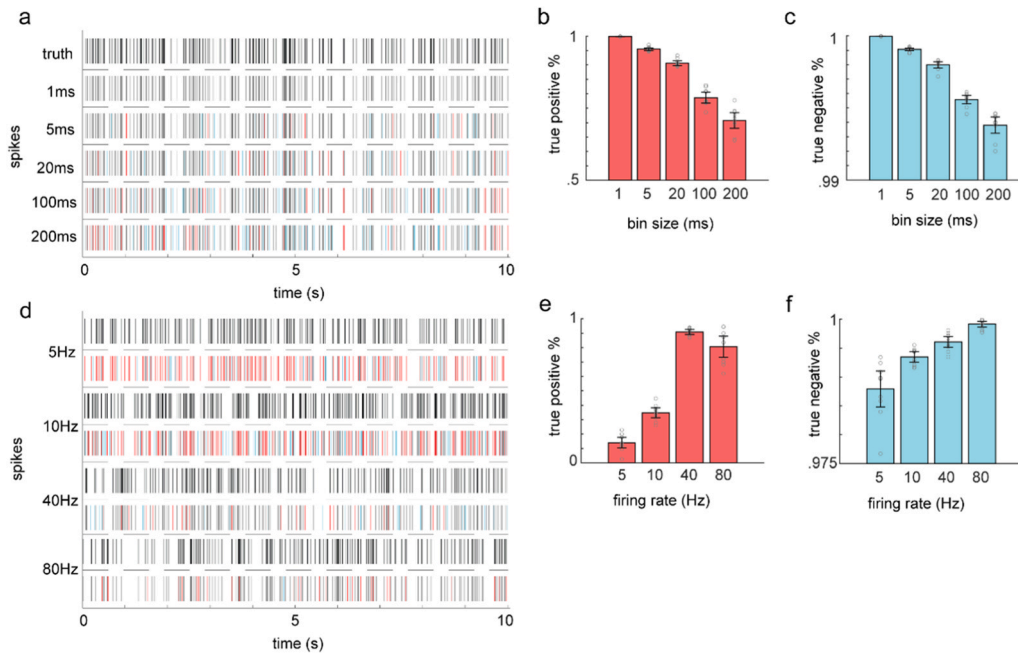 a
truth
1ms
5ms
20ms
100ms
200ms
spikes
0
5
10
time (s)
b
1
.5
true positive %
1 5 20 100 200
bin size (ms)
c
1
.99
true negative %
1 5 20 100 200
bin size (ms)
d
5Hz
10Hz
40Hz
80Hz
spikes
0
5
10
time (s)
e
1
0
true positive %
5 10 40 80
firing rate (Hz)
f
1
.975
true negative %
5 10 40 80
firing rate (Hz)